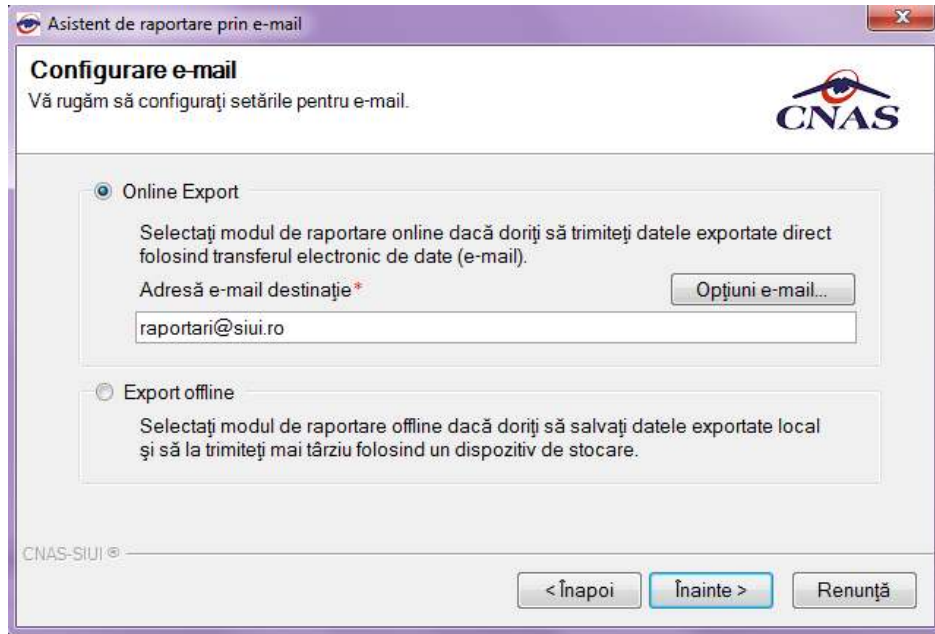 Asistent de raportare prin e-mail
Configurare e-mail
Vă rugăm să configurați setările pentru e-mail.
CNAS
Online Export
Selectați modul de raportare online dacă doriți să trimiteți datele exportate direct
folosind transferul electronic de date (e-mail).
Adresă e-mail destinație*
Opțiuni e-mail...
raportari@siui.ro
Export offline
Selectați modul de raportare offline dacă doriți să salvați datele exportate local
și să la trimiteți mai târziu folosind un dispozitiv de stocare.
CNAS-SIUI ®
< Înapoi
Înainte >
Renunță